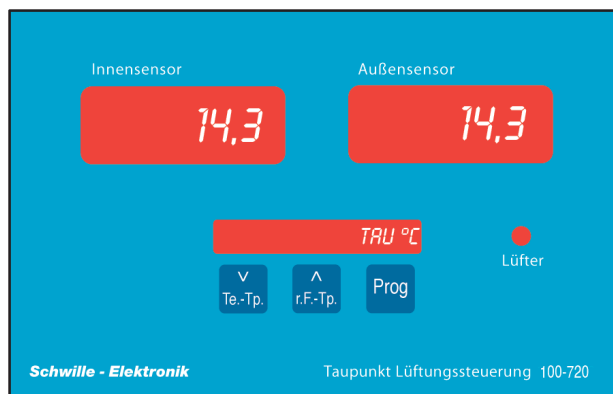 Innensensor Außensensor
14,3 14,3
TAU °C
Lüfter
Te.-Tp. r.F.-Tp. Prog
Schwille - Elektronik Taupunkt Lüftungssteuerung 100-720